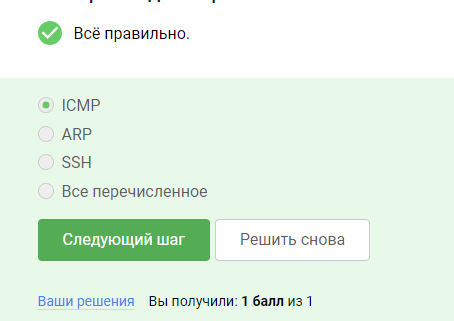 Всё правильно.
ICMP
ARP
SSH
Все перечисленное
Следующий шаг
Решить снова
Ваши решения Вы получили: 1 балл из 1